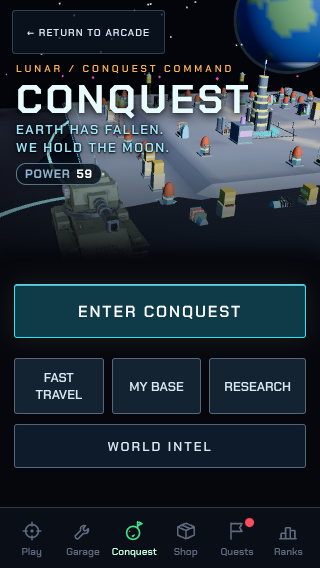 ← RETURN TO ARCADE
LUNAR / CONQUEST COMMAND
CONQUEST
EARTH HAS FALLEN.
WE HOLD THE MOON.
POWER 59
ENTER CONQUEST
FAST
TRAVEL
MY BASE
RESEARCH
WORLD INTEL
Play
Garage
Conquest
Shop
Quests
Ranks